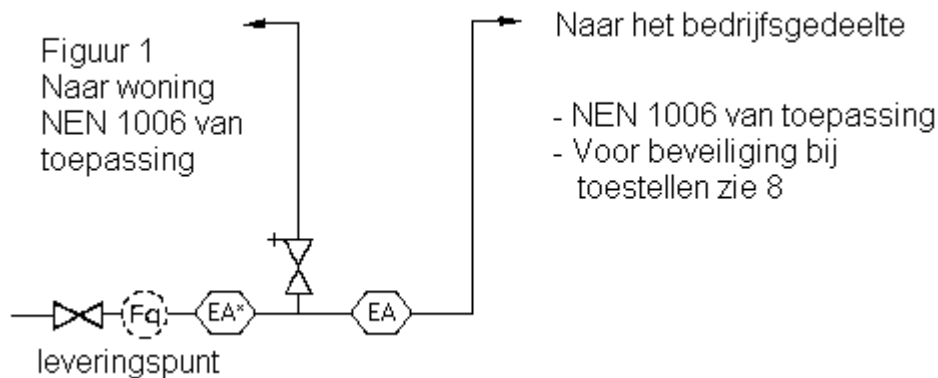 Figuur 1
Naar woning
NEN 1006 van
toepassing
Naar het bedrijfsgedeelte
- NEN 1006 van toepassing
- Voor beveiliging bij
toestellen zie 8
Fq
EA*
EA
leveringspunt